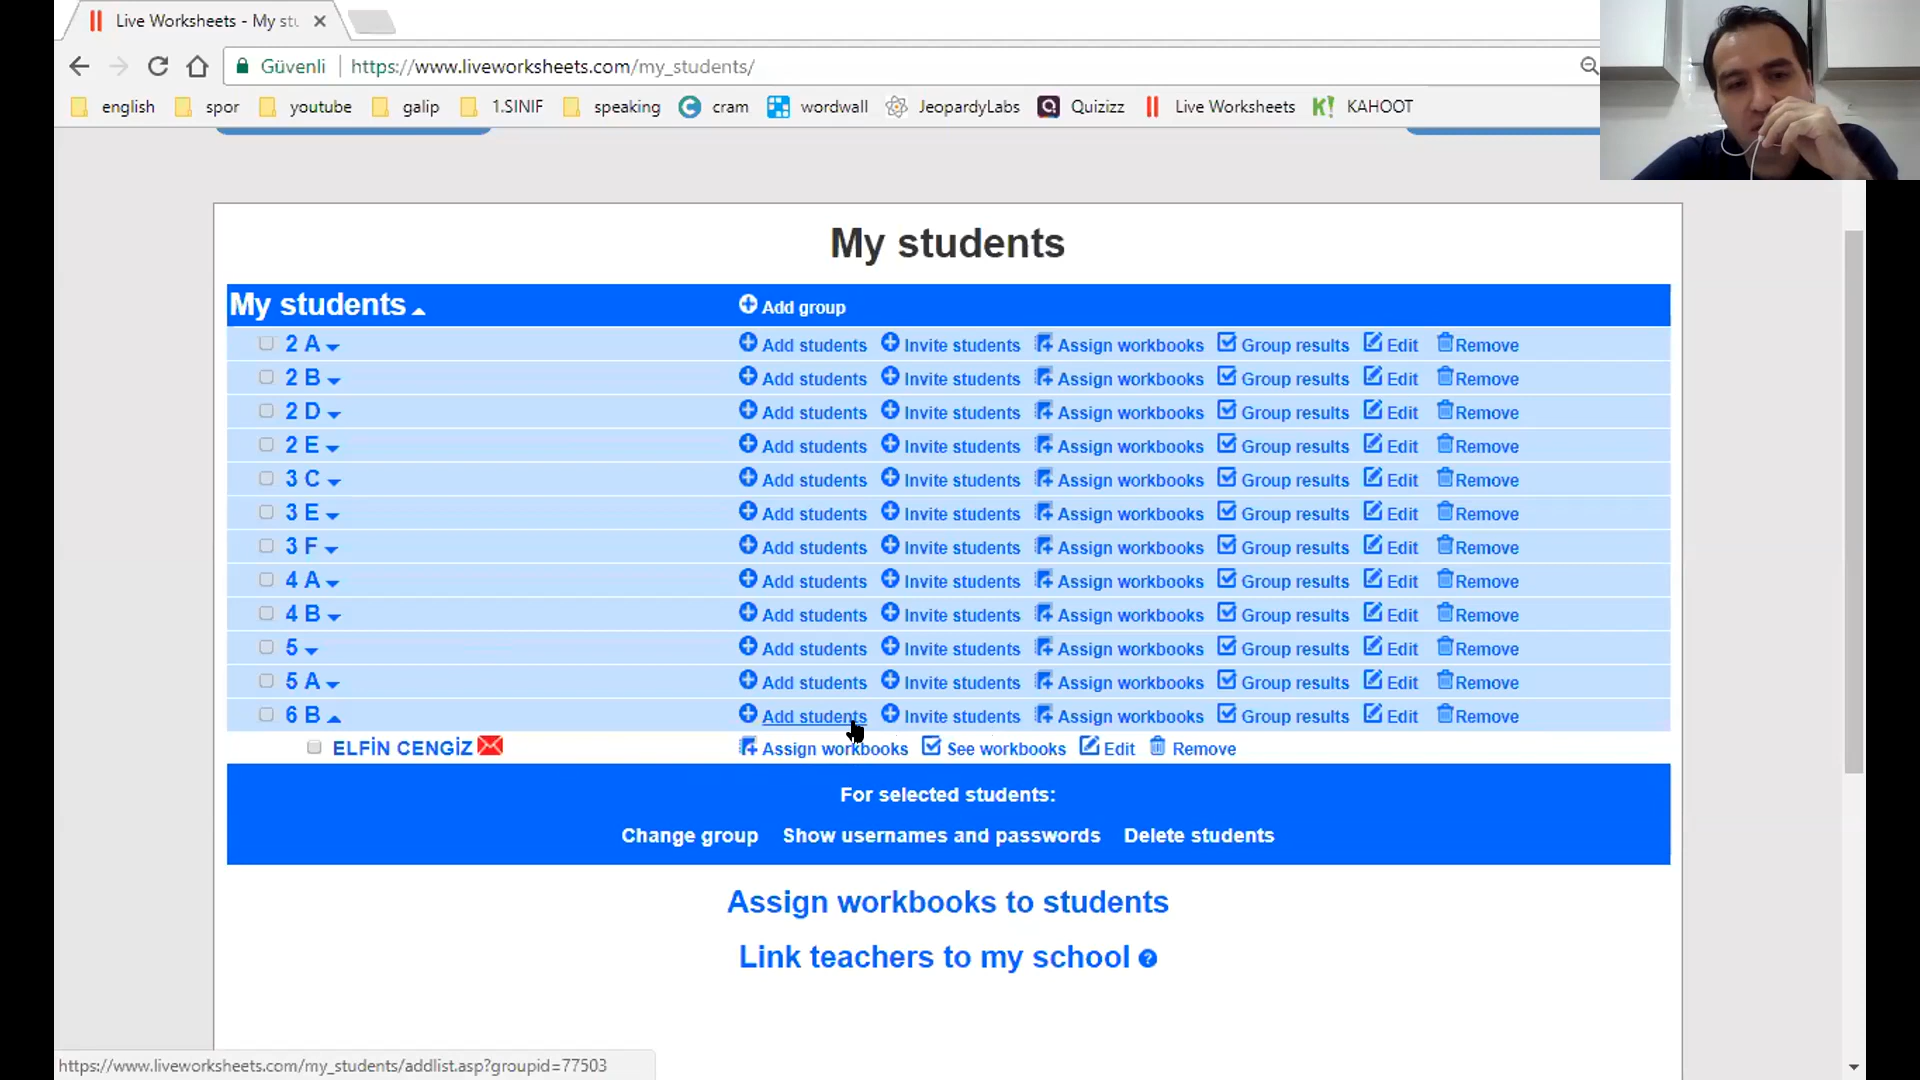 Live Worksheets - My stu
Güvenli https://www.liveworksheets.com/my_students/
english spor youtube galip 1.SINIF speaking cram wordwall JeopardyLabs Quizizz Live Worksheets KAHOOT
My students
My students Add group
2 A Add students Invite students Assign workbooks Group results Edit Remove
2 B Add students Invite students Assign workbooks Group results Edit Remove
2 D Add students Invite students Assign workbooks Group results Edit Remove
2 E Add students Invite students Assign workbooks Group results Edit Remove
3 C Add students Invite students Assign workbooks Group results Edit Remove
3 E Add students Invite students Assign workbooks Group results Edit Remove
3 F Add students Invite students Assign workbooks Group results Edit Remove
4 A Add students Invite students Assign workbooks Group results Edit Remove
4 B Add students Invite students Assign workbooks Group results Edit Remove
5 Add students Invite students Assign workbooks Group results Edit Remove
5 A Add students Invite students Assign workbooks Group results Edit Remove
6 B Add students Invite students Assign workbooks Group results Edit Remove
ELFİN CENGİZ Assign workbooks See workbooks Edit Remove
For selected students:
Change group Show usernames and passwords Delete students
Assign workbooks to students
Link teachers to my school ?
https://www.liveworksheets.com/my_students/addlist.asp?groupid=77503